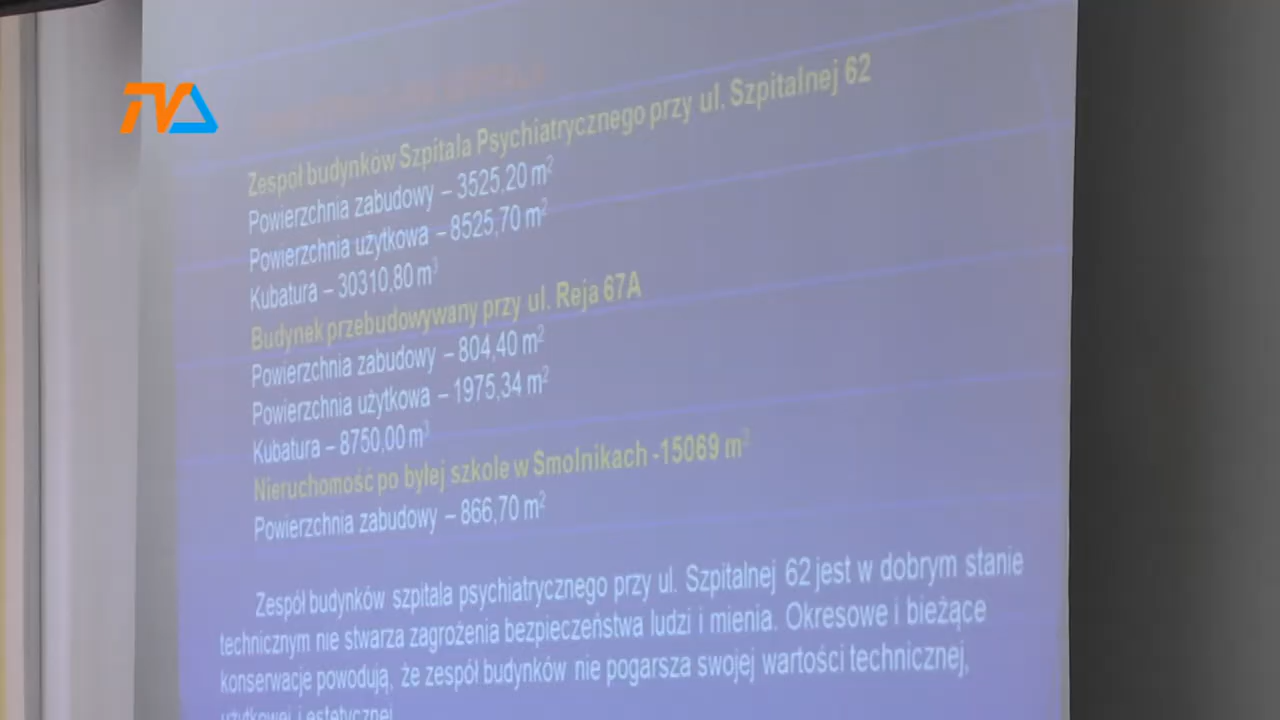 TVA
Zespół budynków Szpitala Psychiatrycznego przy ul. Szpitalnej 62
Powierzchnia zabudowy – 3525,20 m²
Powierzchnia użytkowa – 8525,70 m²
Kubatura – 30310,80 m³
Budynek przebudowywany przy ul. Reja 67A
Powierzchnia zabudowy – 804,40 m²
Powierzchnia użytkowa – 1975,34 m²
Kubatura – 8750,00 m³
Nieruchomość po byłej szkole w Smolnikach -15069 m³
Powierzchnia zabudowy – 866,70 m²
Zespół budynków szpitala psychiatrycznego przy ul. Szpitalnej 62 jest w dobrym stanie
technicznym nie stwarza zagrożenia bezpieczeństwa ludzi i mienia. Okresowe i bieżące
konserwacje powodują, że zespół budynków nie pogarsza swojej wartości technicznej,
użytkowej i estetycznej